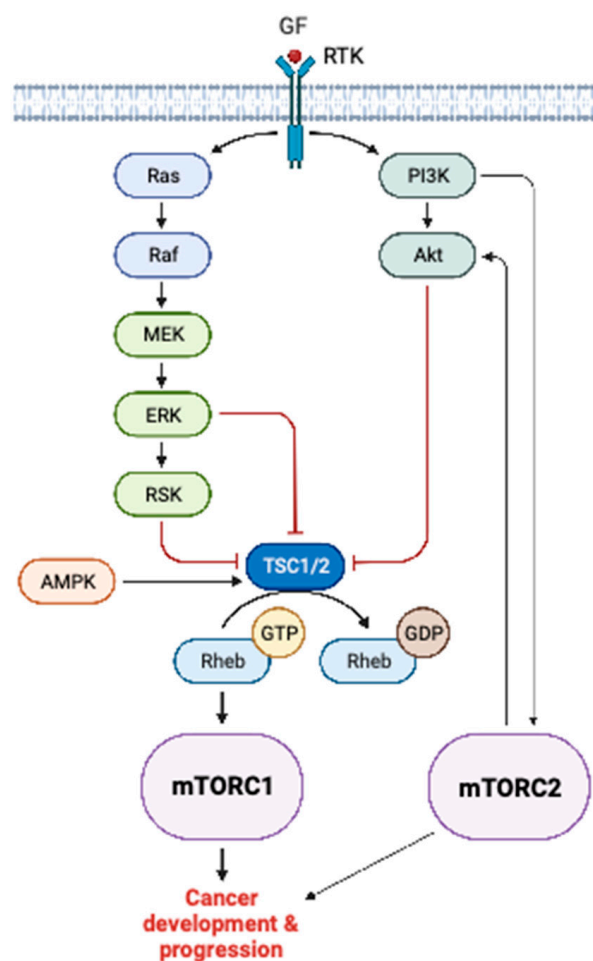 GF
RTK
Ras
PI3K
Raf
Akt
MEK
ERK
RSK
TSC1/2
AMPK
GTP
GDP
Rheb
Rheb
mTORC1
mTORC2
Cancer
development &
progression